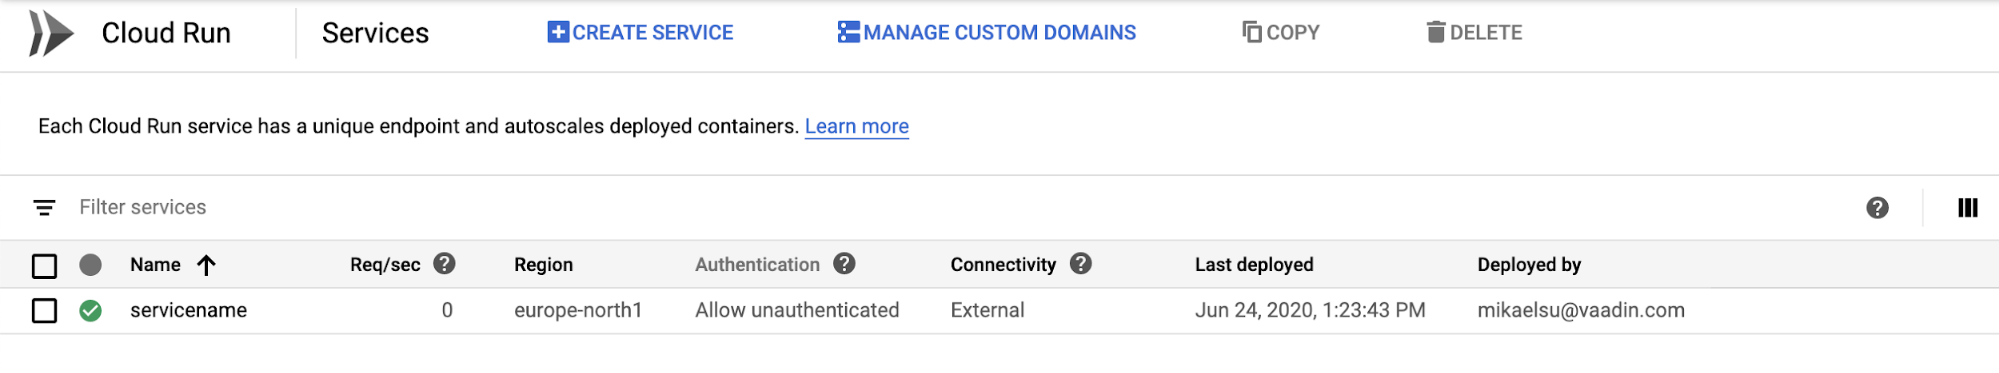 Cloud Run Services CREATE SERVICE MANAGE CUSTOM DOMAINS COPY DELETE
Each Cloud Run service has a unique endpoint and autoscales deployed containers. Learn more
Filter services ?
Name Req/sec ? Region Authentication ? Connectivity ? Last deployed Deployed by
servicename 0 europe-north1 Allow unauthenticated External Jun 24, 2020, 1:23:43 PM mikaelsu@vaadin.com